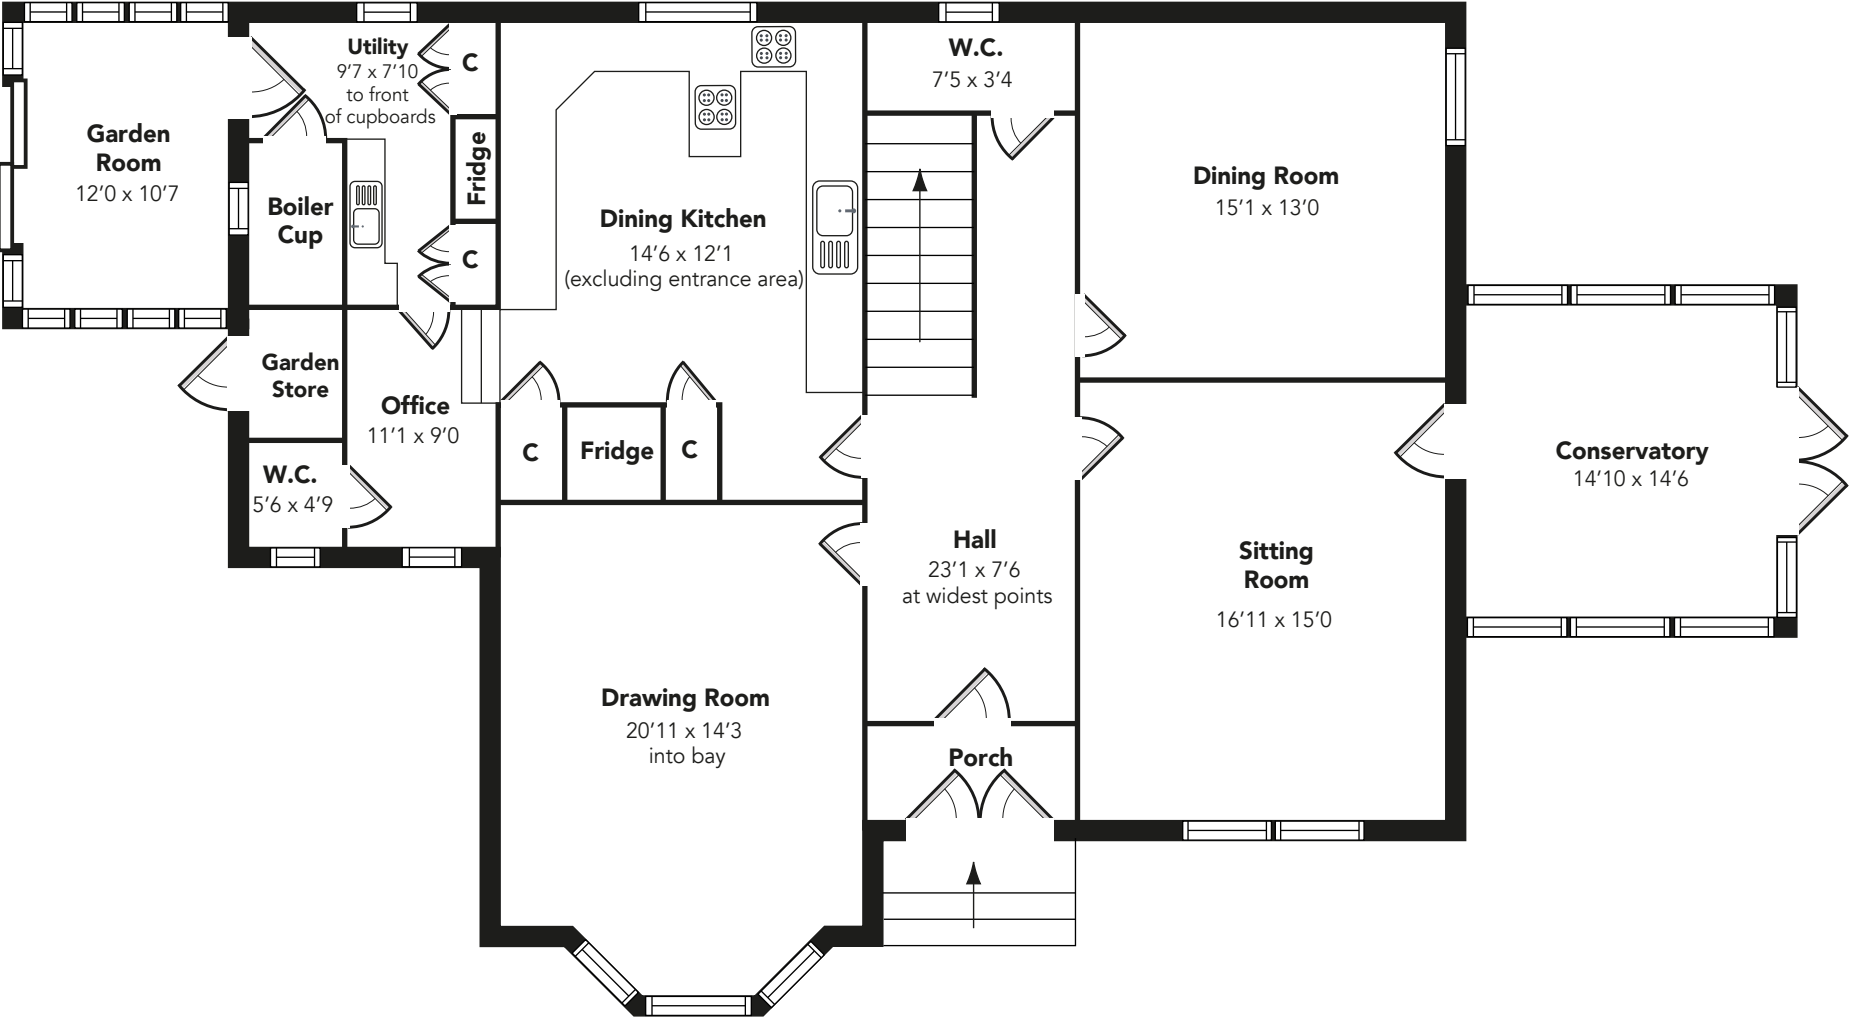 Utility
9’7 x 7’10
to front
of cupboards
C
W.C.
7’5 x 3’4
Garden
Room
12’0 x 10’7
Fridge
Dining Room
15’1 x 13’0
Boiler
Cup
Dining Kitchen
14’6 x 12’1
(excluding entrance area)
C
Garden
Store
Office
11’1 x 9’0
C
Fridge
C
Conservatory
14’10 x 14’6
W.C.
5’6 x 4’9
Hall
23’1 x 7’6
at widest points
Sitting
Room
16’11 x 15’0
Drawing Room
20’11 x 14’3
into bay
Porch